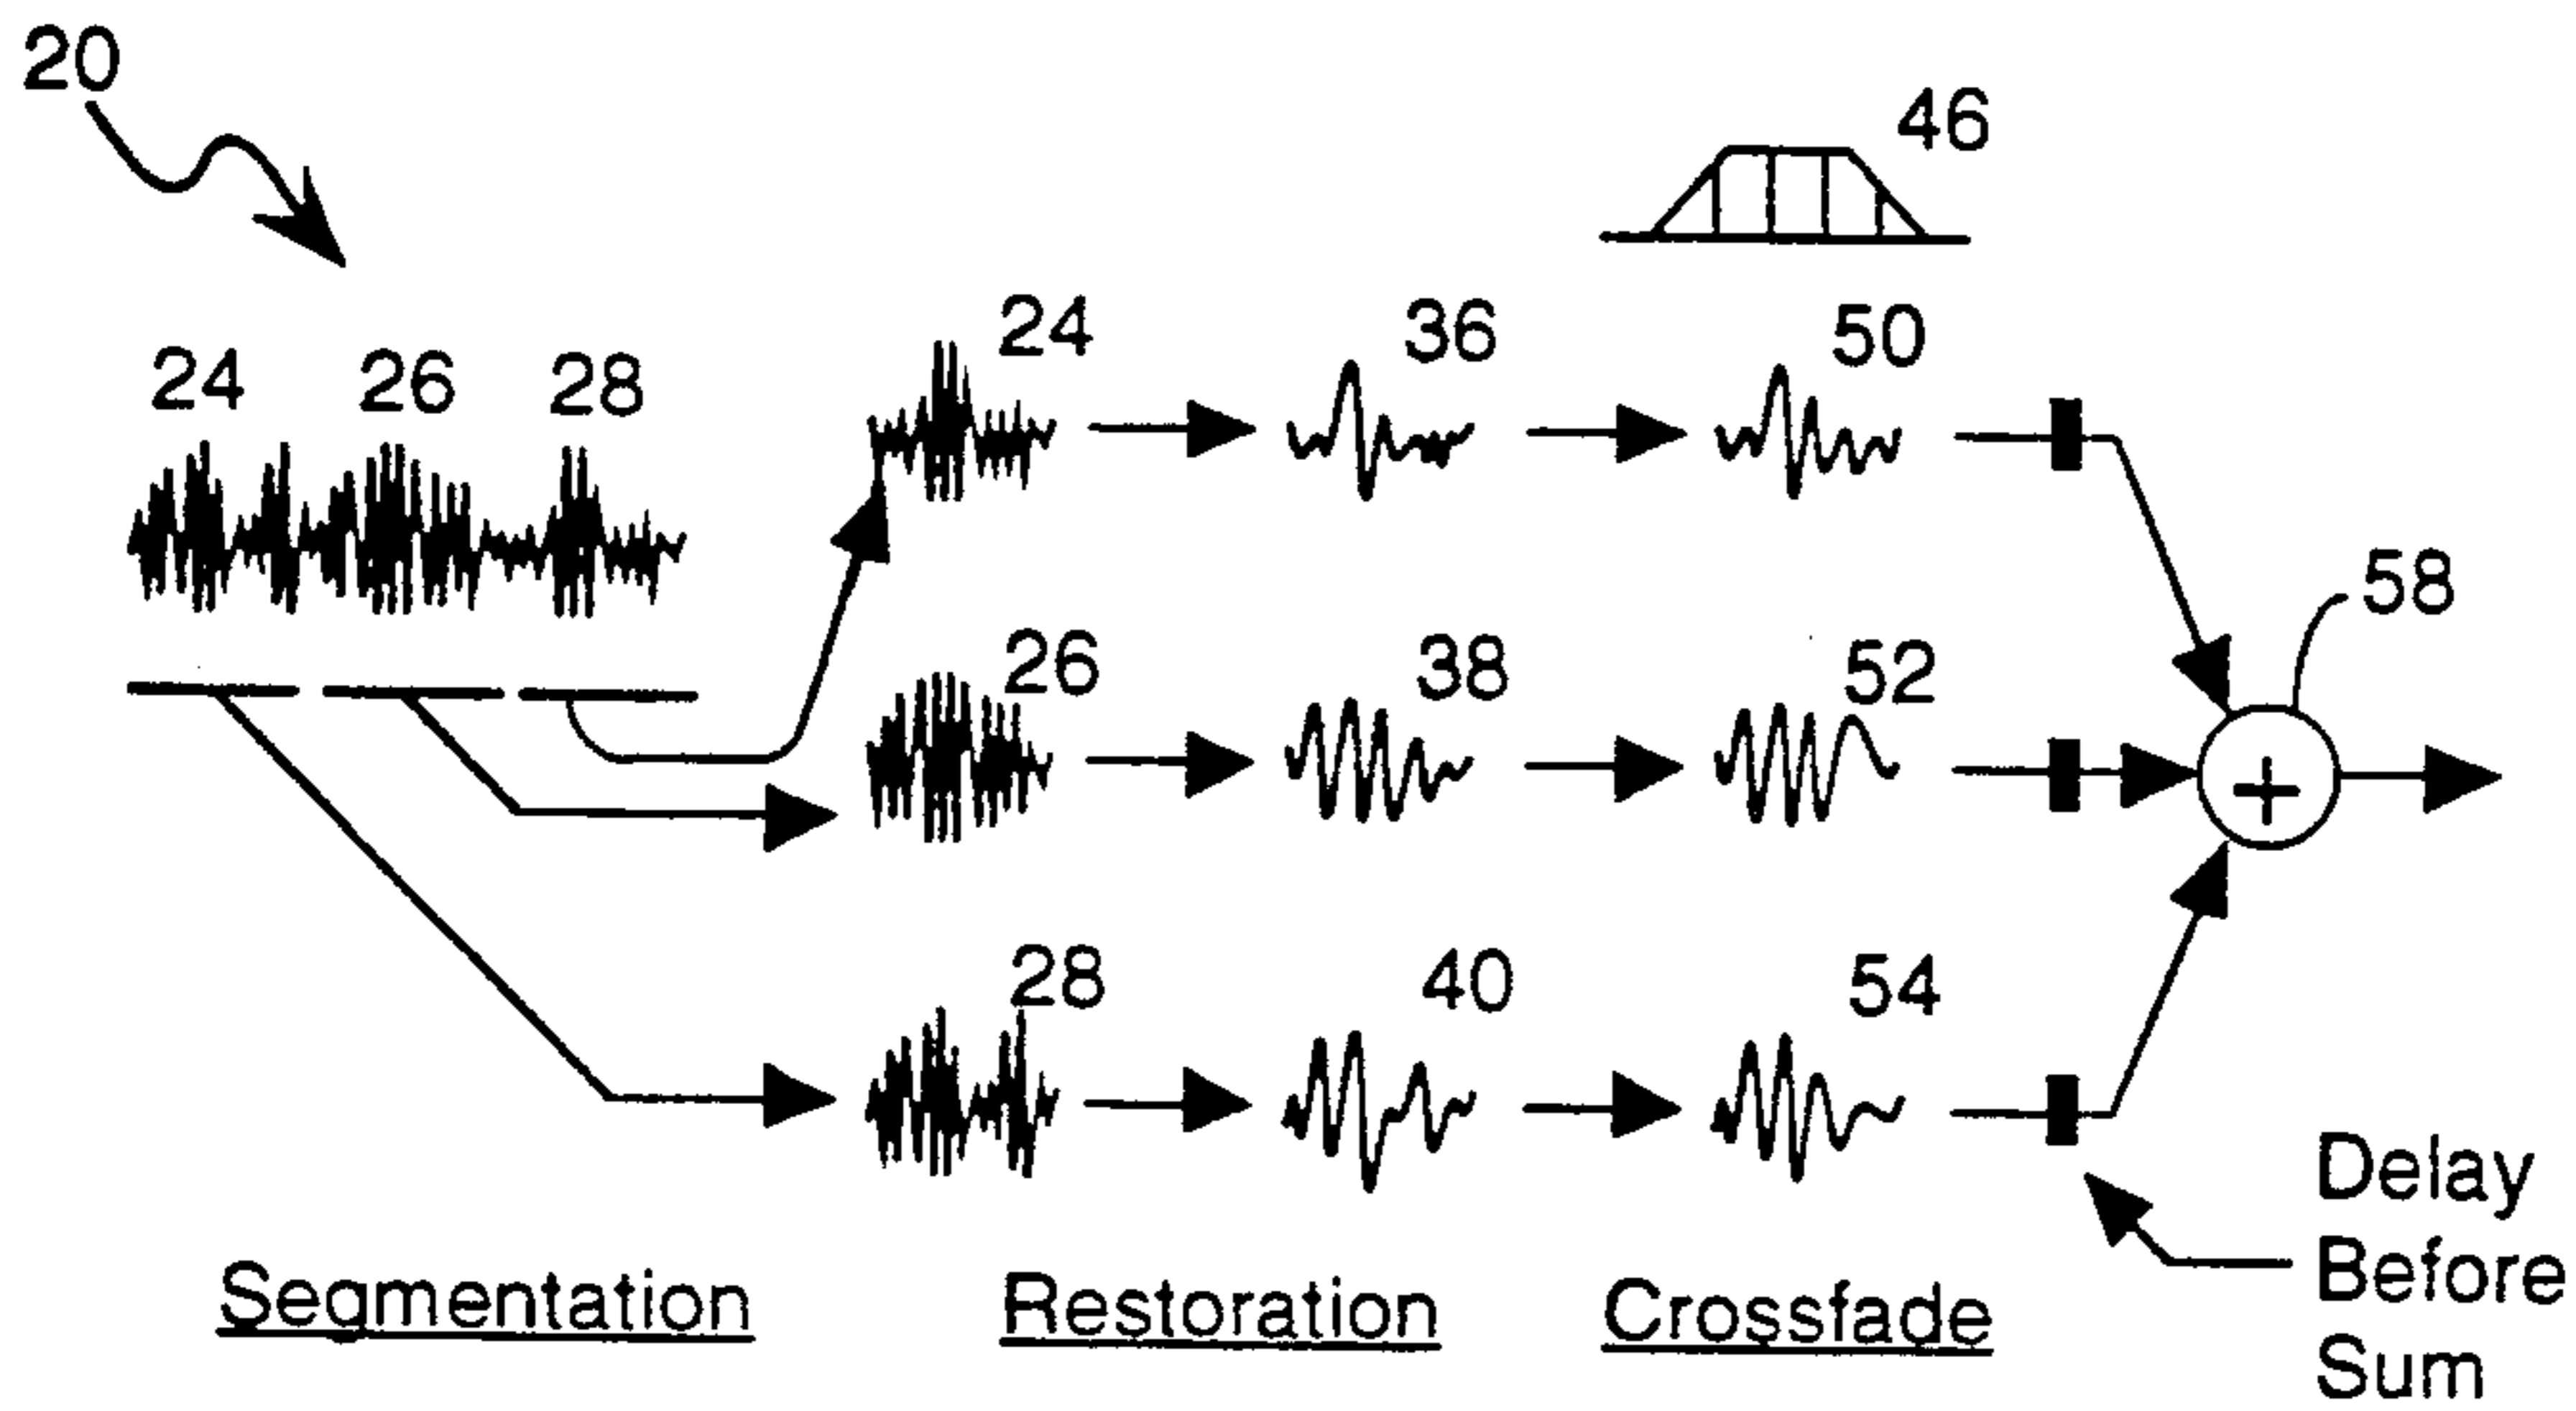 20
46
24 26 28
24 36 50
58
26 38 52
28 40 54
+
Delay
Before
Sum
Segmentation Restoration Crossfade